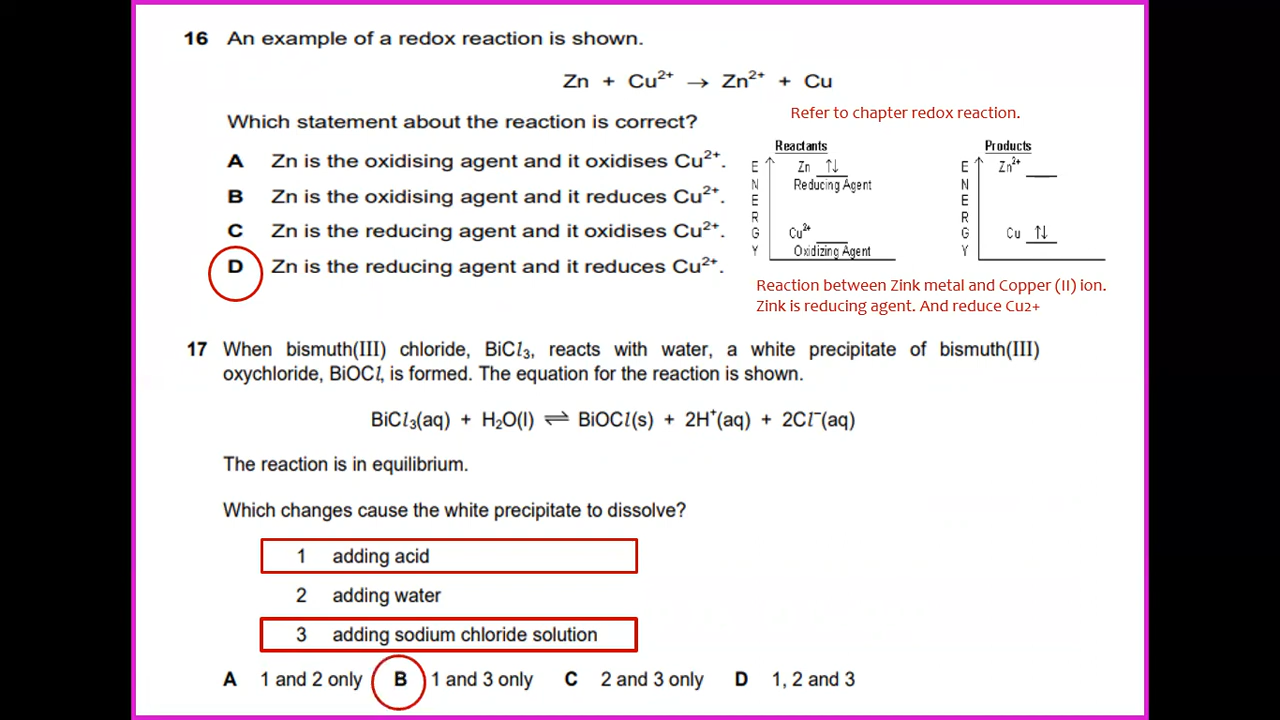 16 An example of a redox reaction is shown.
Zn + Cu²⁺ → Zn²⁺ + Cu
Refer to chapter redox reaction.
Which statement about the reaction is correct?
A Zn is the oxidising agent and it oxidises Cu²⁺.
B Zn is the oxidising agent and it reduces Cu²⁺.
C Zn is the reducing agent and it oxidises Cu²⁺.
D Zn is the reducing agent and it reduces Cu²⁺.
Reactants
ENERGY
Zn ↑↓
Reducing Agent
Cu²⁺
Oxidizing Agent
Products
ENERGY
Zn²⁺
Cu ↑↓
Reaction between Zink metal and Copper (II) ion.
Zink is reducing agent. And reduce Cu2+
17 When bismuth(III) chloride, BiCl₃, reacts with water, a white precipitate of bismuth(III)
oxychloride, BiOCl, is formed. The equation for the reaction is shown.
BiCl₃(aq) + H₂O(l) ⇌ BiOCl(s) + 2H⁺(aq) + 2Cl⁻(aq)
The reaction is in equilibrium.
Which changes cause the white precipitate to dissolve?
1 adding acid
2 adding water
3 adding sodium chloride solution
A 1 and 2 only B 1 and 3 only C 2 and 3 only D 1, 2 and 3